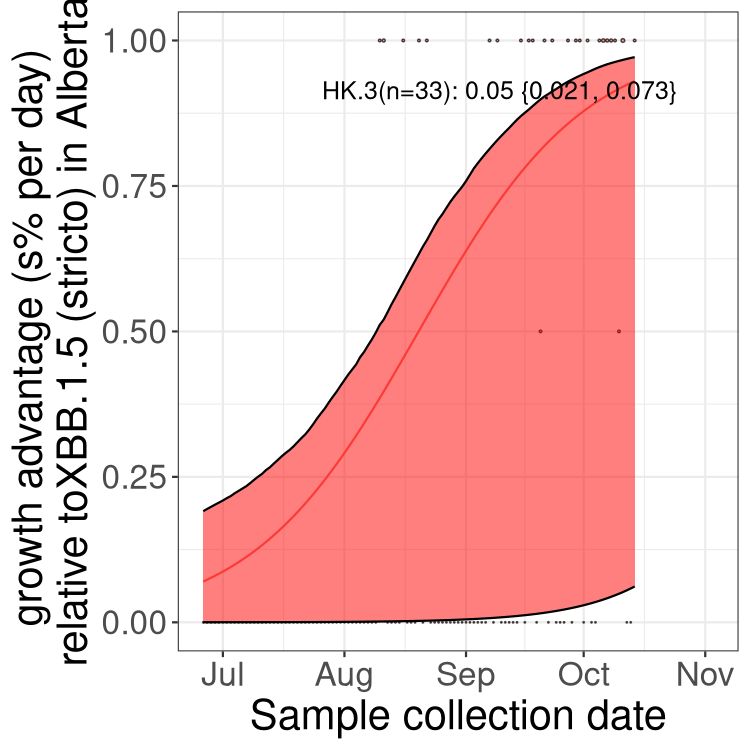 growth advantage (s% per day)
relative toXBB.1.5 (stricto) in Alberta
1.00
0.75
0.50
0.25
0.00
HK.3(n=33): 0.05 {0.021, 0.073}
Jul Aug Sep Oct Nov
Sample collection date